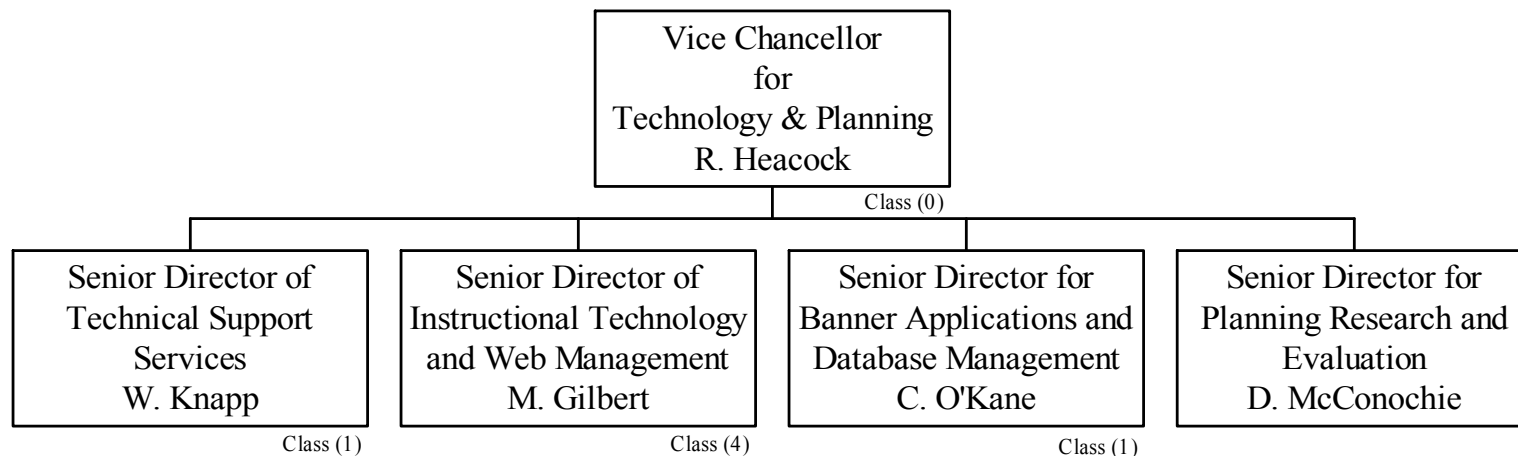 Vice Chancellor
for
Technology & Planning
R. Heacock
Class (0)
Senior Director of
Technical Support
Services
W. Knapp
Class (1)
Senior Director of
Instructional Technology
and Web Management
M. Gilbert
Class (4)
Senior Director for
Banner Applications and
Database Management
C. O'Kane
Class (1)
Senior Director for
Planning Research and
Evaluation
D. McConochie